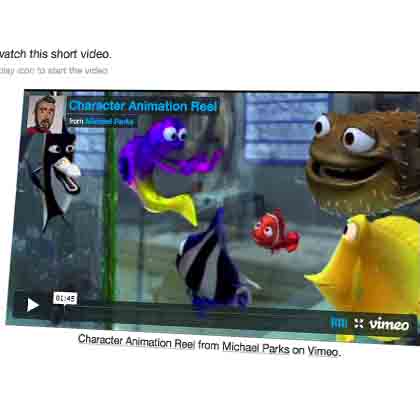 watch this short video.
play icon to start the video
Character Animation Reel
from Michael Parks
01:45
vimeo
Character Animation Reel from Michael Parks on Vimeo.